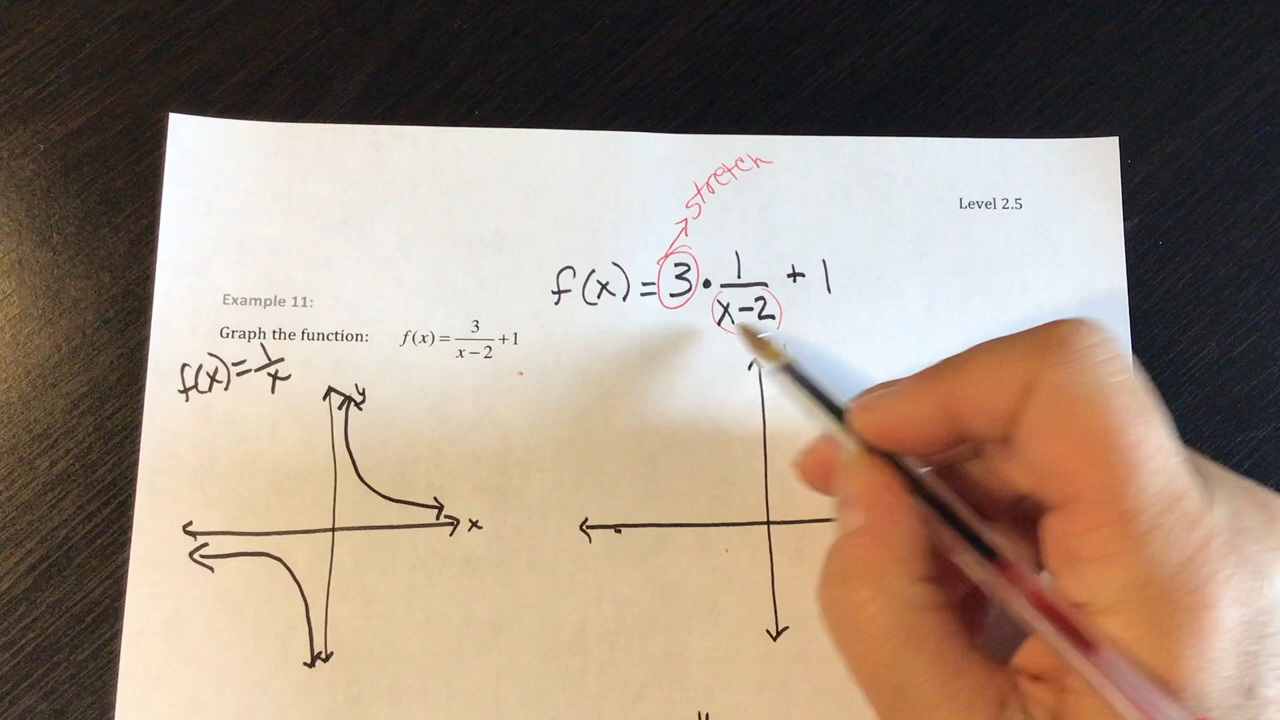 stretch
Level 2.5
f(x) = 3 · 1/(x-2) + 1
Example 11:
Graph the function: f(x) = 3/(x-2) + 1
f(x) = 1/x
y
x